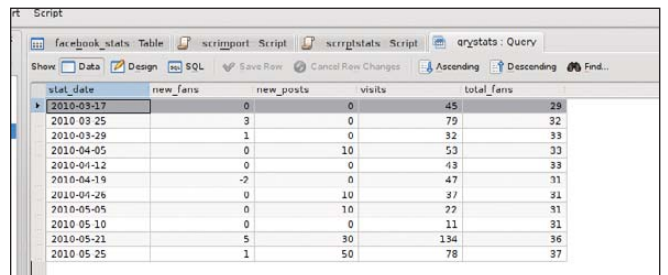 rt Script
facebook_stats Table scrimport Script scrrptstats Script qrystats : Query
Show: Data Design SQL Save Row Cancel Row Changes Ascending Descending Find...
stat_date new_fans new_posts visits total_fans
2010-03-17 0 0 45 29
2010-03-25 3 0 79 32
2010-03-29 1 0 32 33
2010-04-05 0 10 53 33
2010-04-12 0 0 43 33
2010-04-19 -2 0 47 31
2010-04-26 0 10 37 31
2010-05-05 0 10 22 31
2010-05-10 0 0 11 31
2010-05-21 5 30 134 36
2010-05-25 1 50 78 37